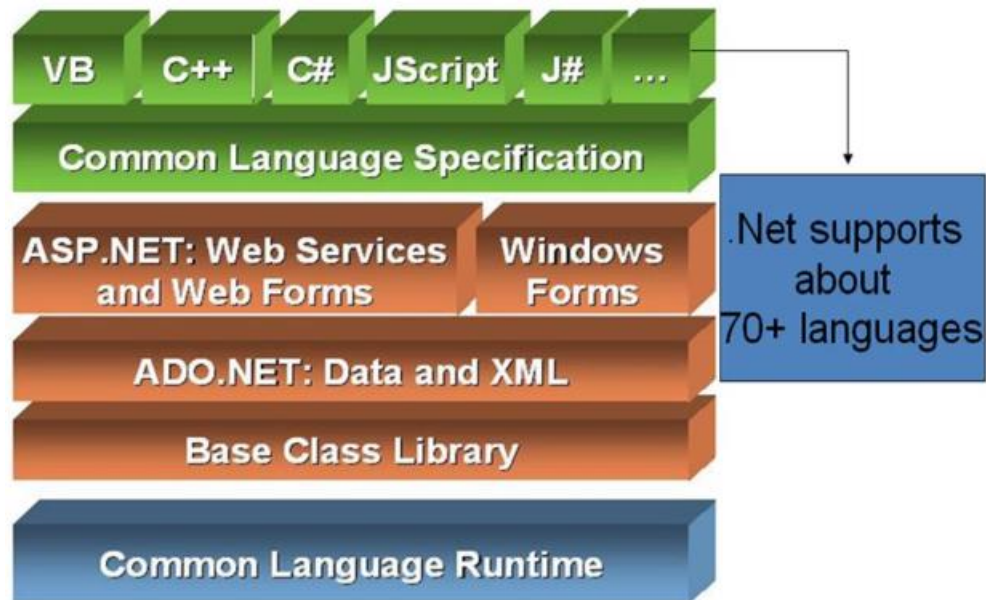 VB C++ C# JScript J# ...
Common Language Specification
ASP.NET: Web Services
and Web Forms
Windows
Forms
.Net supports
about
70+ languages
ADO.NET: Data and XML
Base Class Library
Common Language Runtime